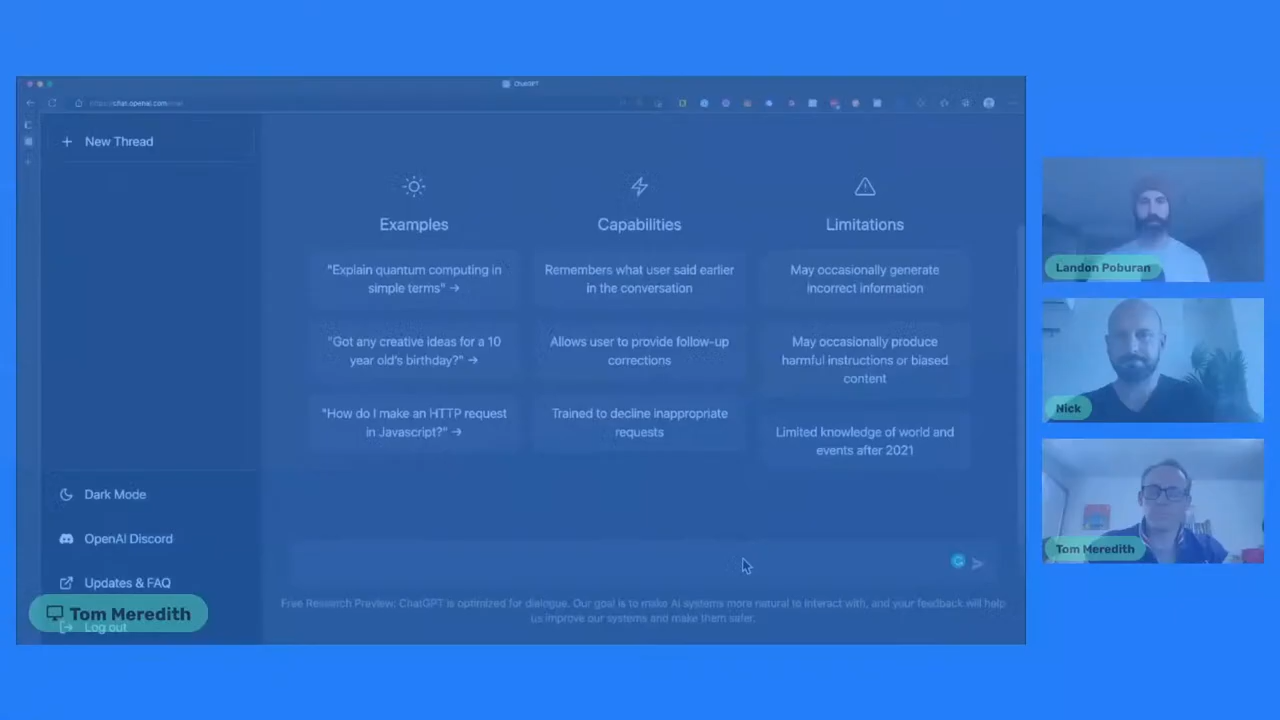 ChatGPT
https://chat.openai.com/chat
New Thread
Examples
Capabilities
Limitations
"Explain quantum computing in
simple terms" →
Remembers what user said earlier
in the conversation
May occasionally generate
incorrect information
"Got any creative ideas for a 10
year old's birthday?" →
Allows user to provide follow-up
corrections
May occasionally produce
harmful instructions or biased
content
"How do I make an HTTP request
in Javascript?" →
Trained to decline inappropriate
requests
Limited knowledge of world and
events after 2021
Dark Mode
OpenAI Discord
Updates & FAQ
Log out
Free Research Preview: ChatGPT is optimized for dialogue. Our goal is to make AI systems more natural to interact with, and your feedback will help
us improve our systems and make them safer.
Tom Meredith
Landon Poburan
Nick
Tom Meredith